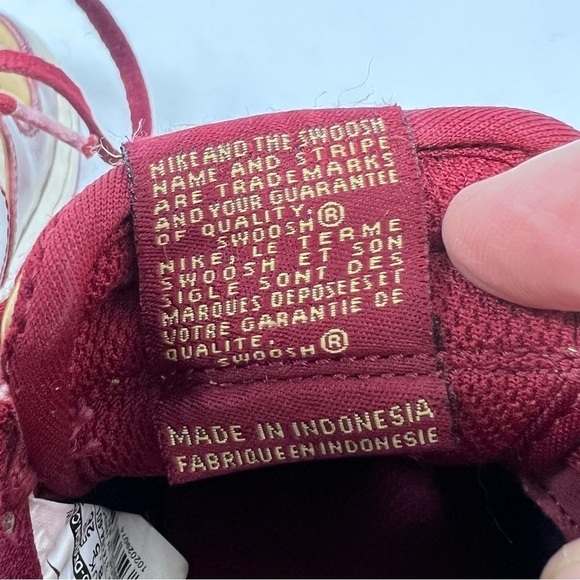 NIKE AND THE SWOOSH
NAME AND STRIPE
ARE TRADEMARKS
AND YOUR GUARANTEE
OF QUALITY.
SWOOSH®
NIKE, LE TERME
SWOOSH ET SON
SIGLE SONT DES
MARQUES DEPOSEES ET
VOTRE GARANTIE DE
QUALITE.
SWOOSH®
MADE IN INDONESIA
FABRIQUE EN INDONESIE